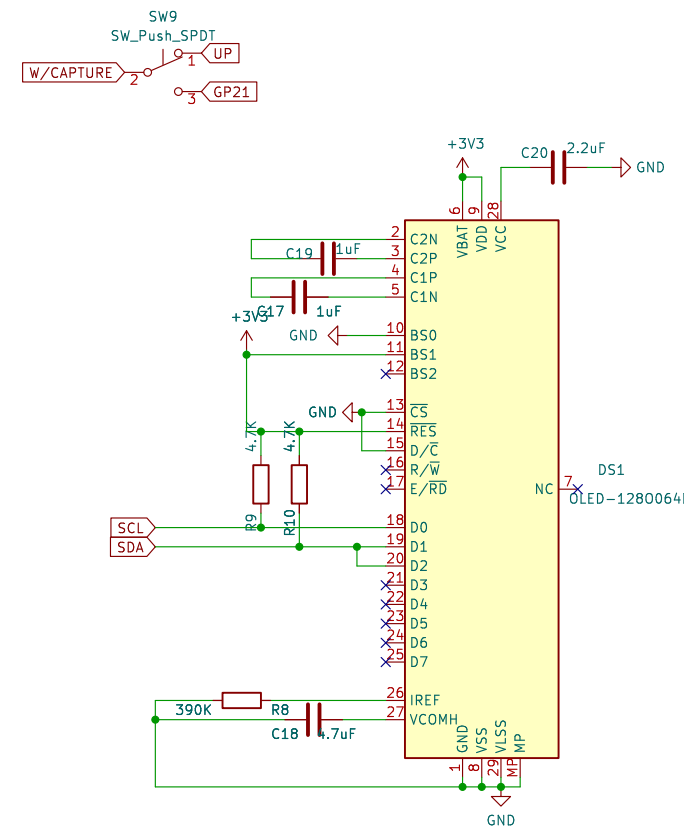 SW9
SW_Push_SPDT
1 UP
W/CAPTURE 2
3 GP21
+3V3
C20 2.2uF
GND
6 9 28
VBAT VDD VCC
2 C2N
C19 1uF
3 C2P
4 C1P
5 C1N
C17 1uF
+3V3
GND 10 BS0
11 BS1
12 BS2
GND 13 CS
4.7K 4.7K
14 RES
15 D/C
16 R/W
17 E/RD
NC 7
DS1
R9 R10
SCL 18 D0
SDA 19 D1
20 D2
21 D3
22 D4
23 D5
24 D6
25 D7
26 IREF
390K R8
27 VCOMH
C18 4.7uF
GND VSS VLSS MP
1 8 29 MP
GND